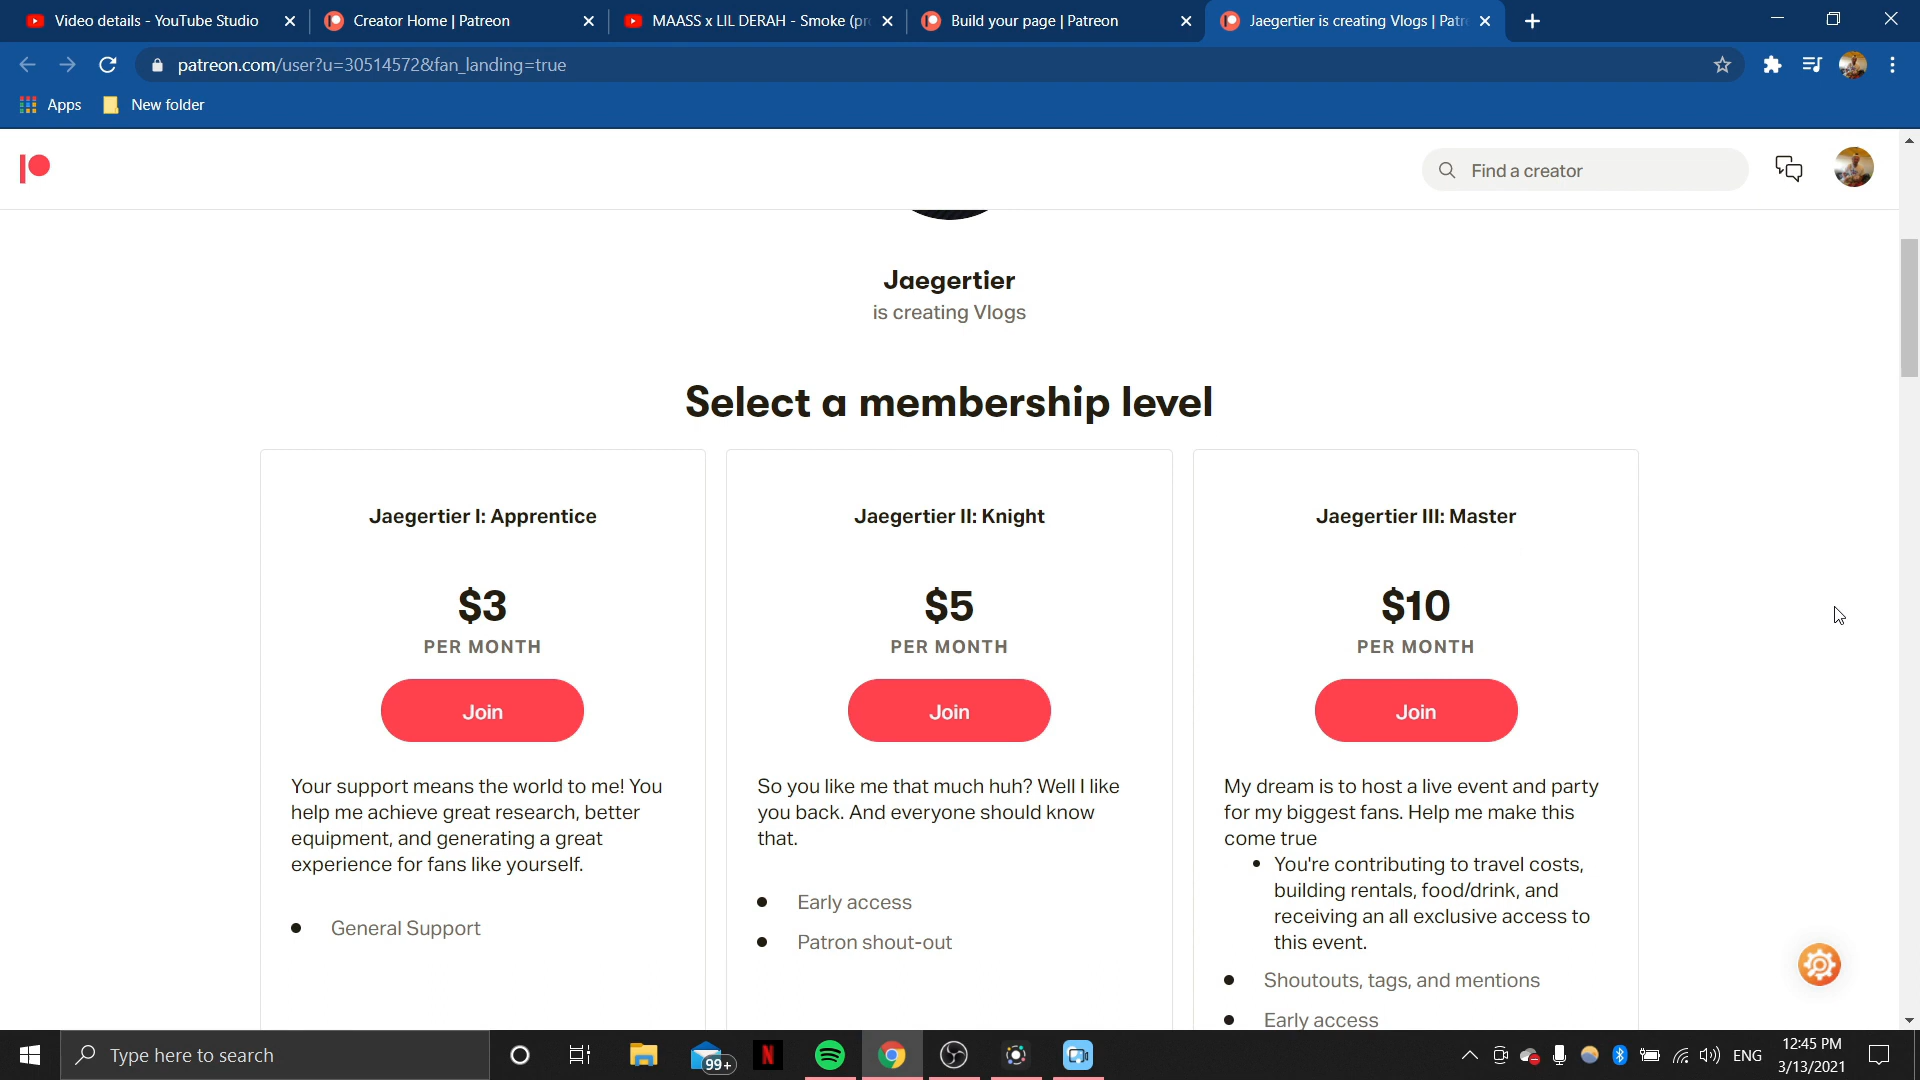 Video details - YouTube Studio
Creator Home | Patreon
MAASS x LIL DERAH - Smoke (pr
Build your page | Patreon
Jaegertier is creating Vlogs | Patr
patreon.com/user?u=30514572&fan_landing=true
Apps
New folder
Find a creator
Jaegertier
is creating Vlogs
Select a membership level
Jaegertier I: Apprentice
$3
PER MONTH
Join
Your support means the world to me! You
help me achieve great research, better
equipment, and generating a great
experience for fans like yourself.
General Support
Jaegertier II: Knight
$5
PER MONTH
Join
So you like me that much huh? Well I like
you back. And everyone should know
that.
Early access
Patron shout-out
Jaegertier III: Master
$10
PER MONTH
Join
My dream is to host a live event and party
for my biggest fans. Help me make this
come true
You're contributing to travel costs,
building rentals, food/drink, and
receiving an all exclusive access to
this event.
Shoutouts, tags, and mentions
Early access
Type here to search
99+
N
ENG
12:45 PM
3/13/2021